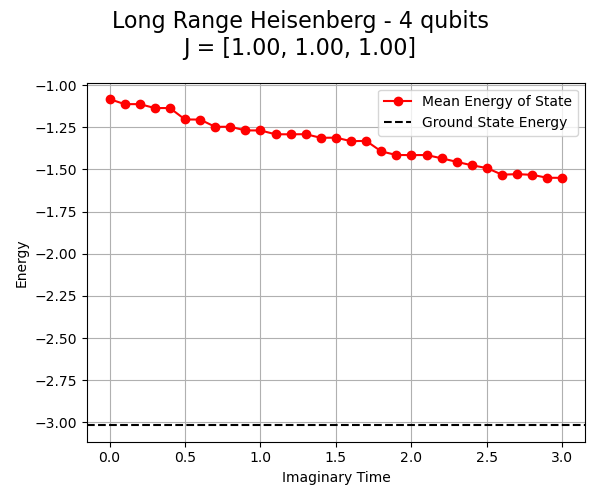 Long Range Heisenberg - 4 qubits
J = [1.00, 1.00, 1.00]
−1.00
−1.25
−1.50
−1.75
−2.00
−2.25
−2.50
−2.75
−3.00
Energy
Mean Energy of State
Ground State Energy
0.0
0.5
1.0
1.5
2.0
2.5
3.0
Imaginary Time